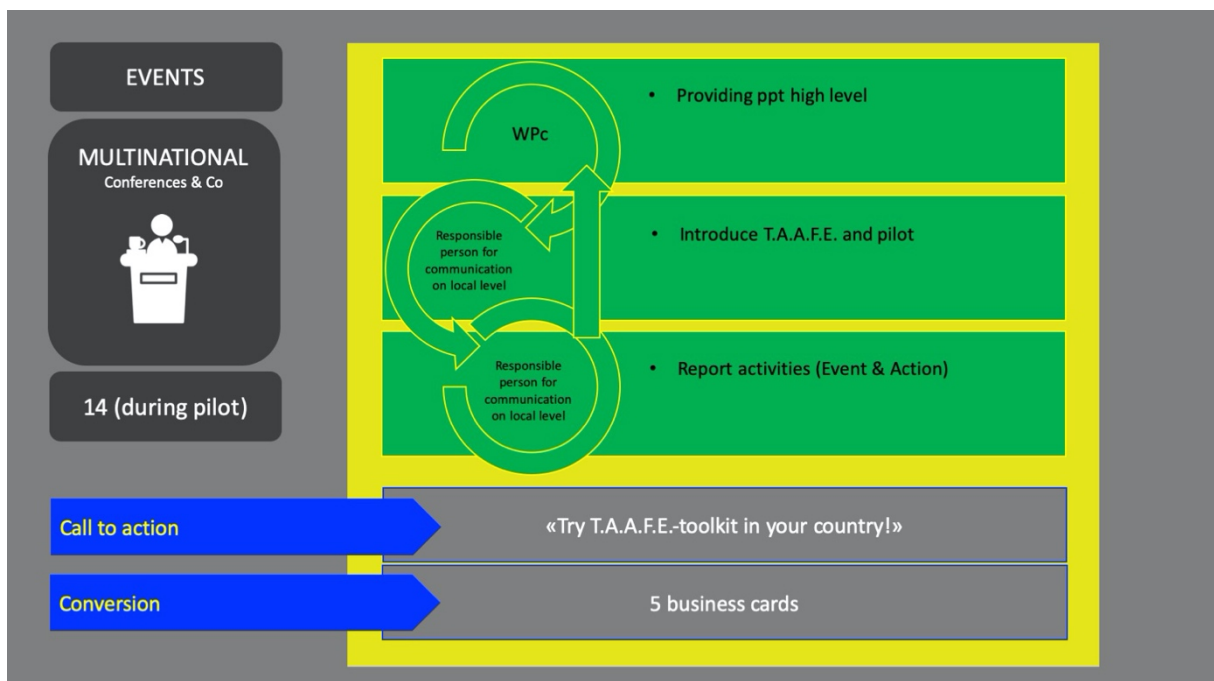 EVENTS
MULTINATIONAL
Conferences & Co
14 (during pilot)
WPc
• Providing ppt high level
Responsible
person for
communication
on local level
• Introduce T.A.A.F.E. and pilot
Responsible
person for
communication
on local level
• Report activities (Event & Action)
Call to action
«Try T.A.A.F.E.-toolkit in your country!»
Conversion
5 business cards